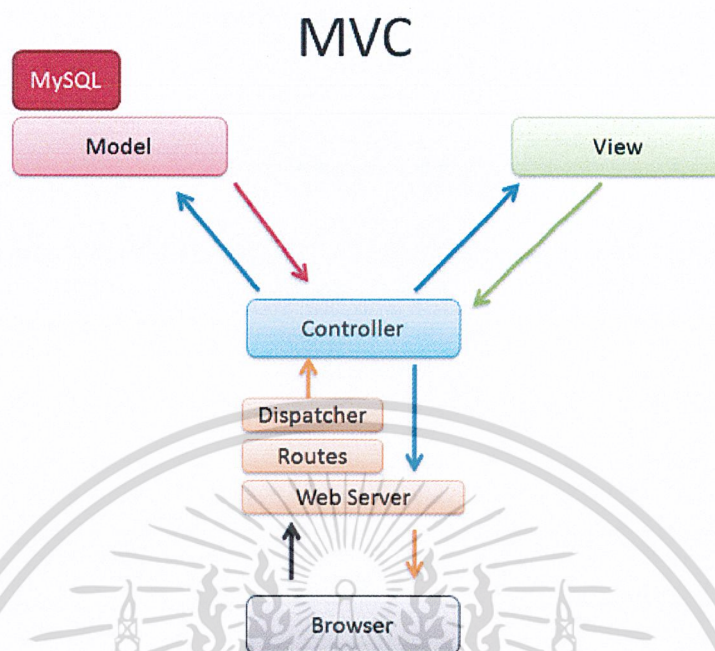 MVC
MySQL
Model
View
Controller
Dispatcher
Routes
Web Server
Browser